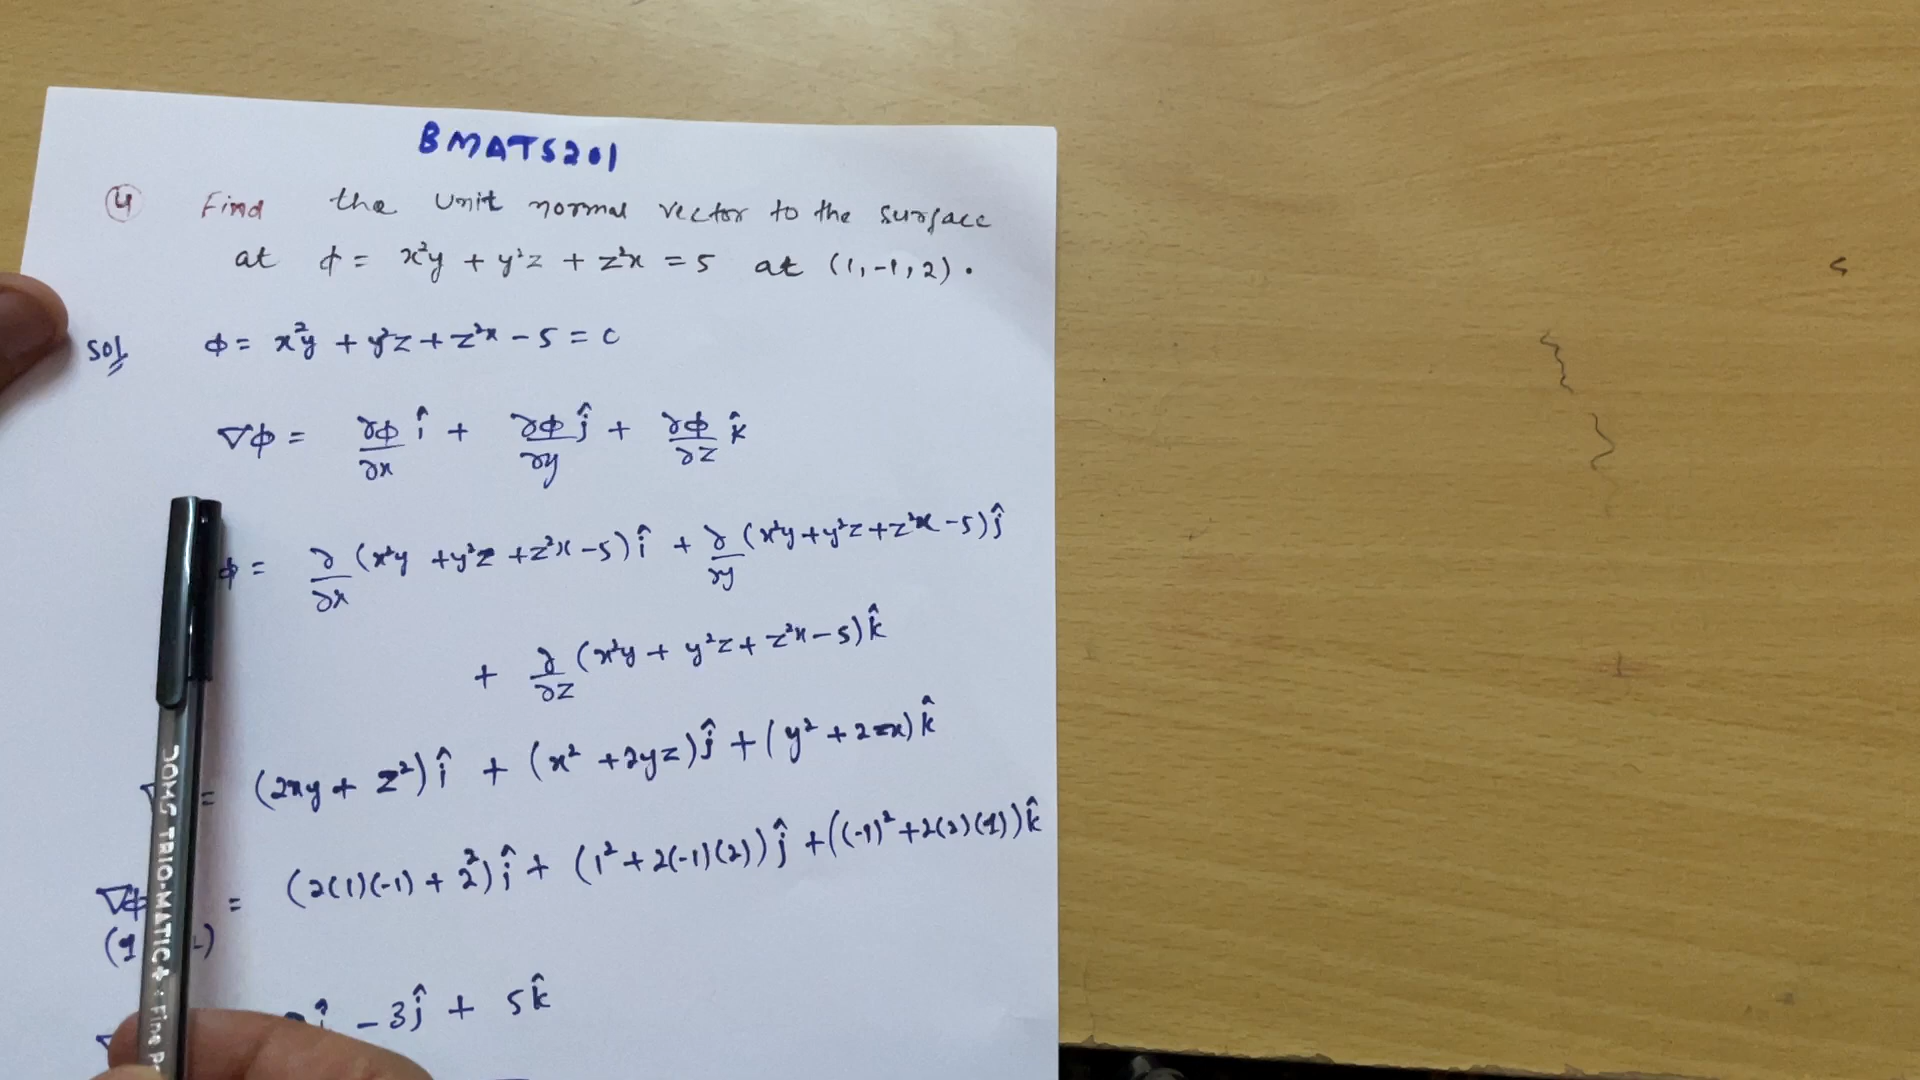 BMATS201
4 Find the unit normal vector to the surface
at ϕ = x²y + y²z + z²x = 5 at (1,-1,2).
Sol ϕ = x²y + y²z + z²x - 5 = c
∇ϕ = ∂ϕ/∂x î + ∂ϕ/∂y ĵ + ∂ϕ/∂z k̂
ϕ = ∂/∂x (x²y + y²z + z²x - 5) î + ∂/∂y (x²y + y²z + z²x - 5) ĵ
+ ∂/∂z (x²y + y²z + z²x - 5) k̂
= (2xy + z²) î + (x² + 2yz) ĵ + (y² + 2zx) k̂
∇ϕ = (2(1)(-1) + 2²) î + (1² + 2(-1)(2)) ĵ + ((-1)² + 2(2)(1)) k̂
(1 )
î - 3ĵ + 5k̂
DOMS TRIO-MATIC+ Fine